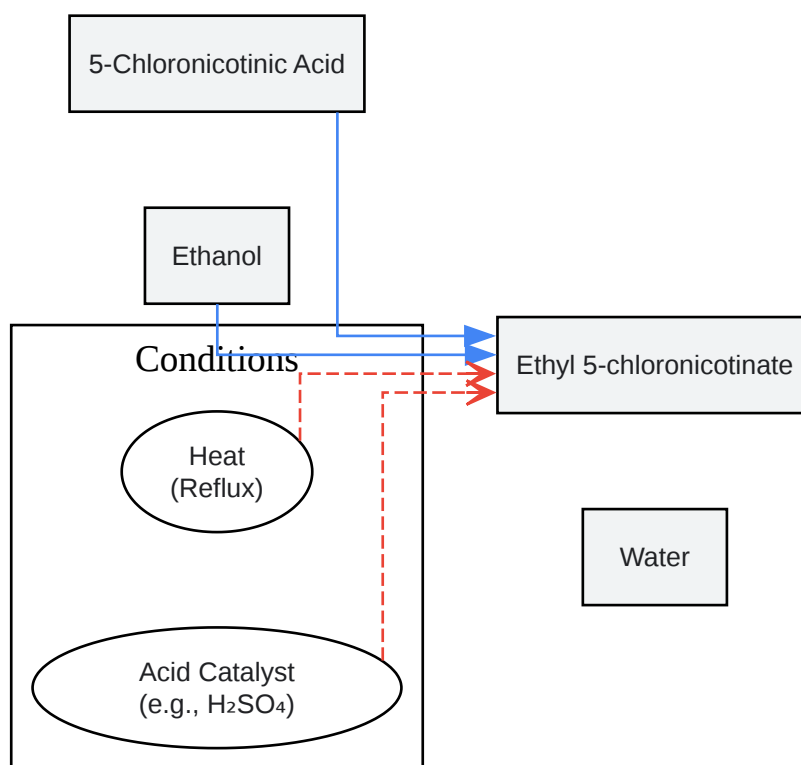 5-Chloronicotinic Acid
Ethanol
Conditions
Ethyl 5-chloronicotinate
Heat
(Reflux)
Water
Acid Catalyst
(e.g., H₂SO₄)